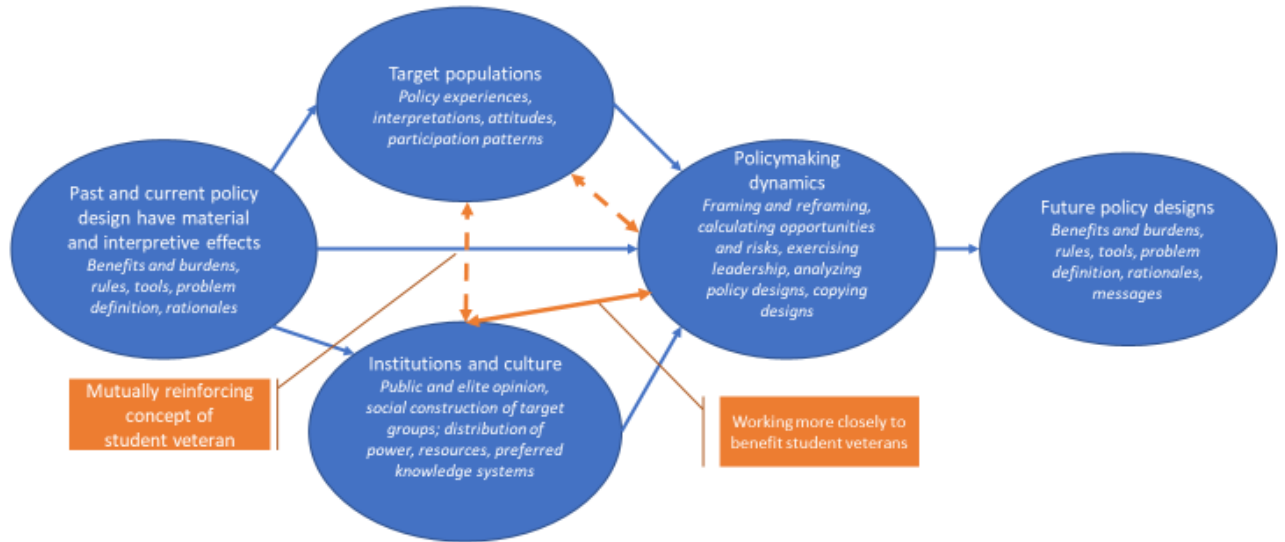 Target populations
Policy experiences,
interpretations, attitudes,
participation patterns
Past and current policy
design have material
and interpretive effects
Benefits and burdens,
rules, tools, problem
definition, rationales
Policymaking
dynamics
Framing and reframing,
calculating opportunities
and risks, exercising
leadership, analyzing
policy designs, copying
designs
Future policy designs
Benefits and burdens,
rules, tools, problem
definition, rationales,
messages
Institutions and culture
Public and elite opinion,
social construction of target
groups; distribution of
power, resources, preferred
knowledge systems
Mutually reinforcing
concept of
student veteran
Working more closely to
benefit student veterans